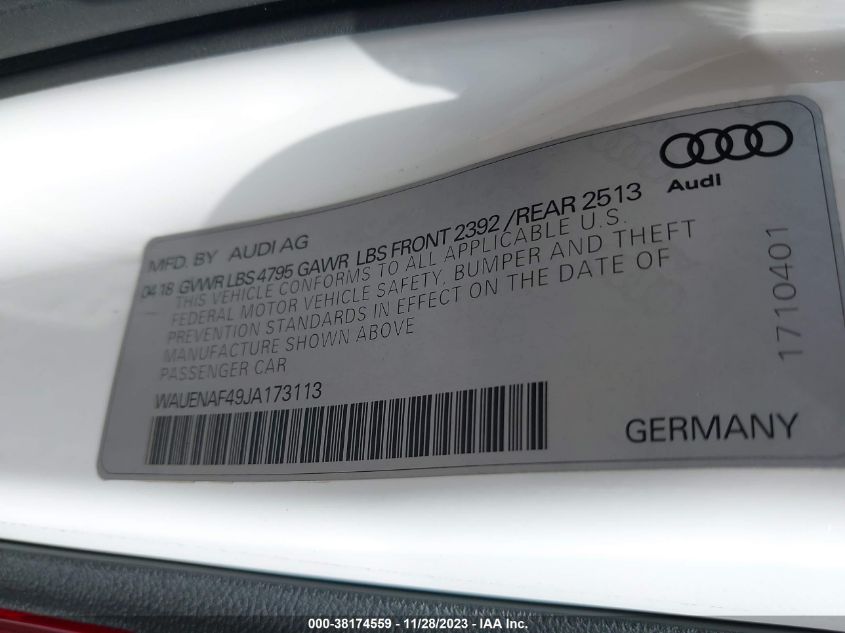 Audi
MFD. BY AUDI AG
04 18 GVWR LBS 4795 GAWR LBS FRONT 2392 /REAR 2513
THIS VEHICLE CONFORMS TO ALL APPLICABLE U.S.
FEDERAL MOTOR VEHICLE SAFETY, BUMPER AND THEFT
PREVENTION STANDARDS IN EFFECT ON THE DATE OF
MANUFACTURE SHOWN ABOVE
PASSENGER CAR
WAUENAF49JA173113
GERMANY
1710401
000-38174559 - 11/28/2023 - IAA, Inc.